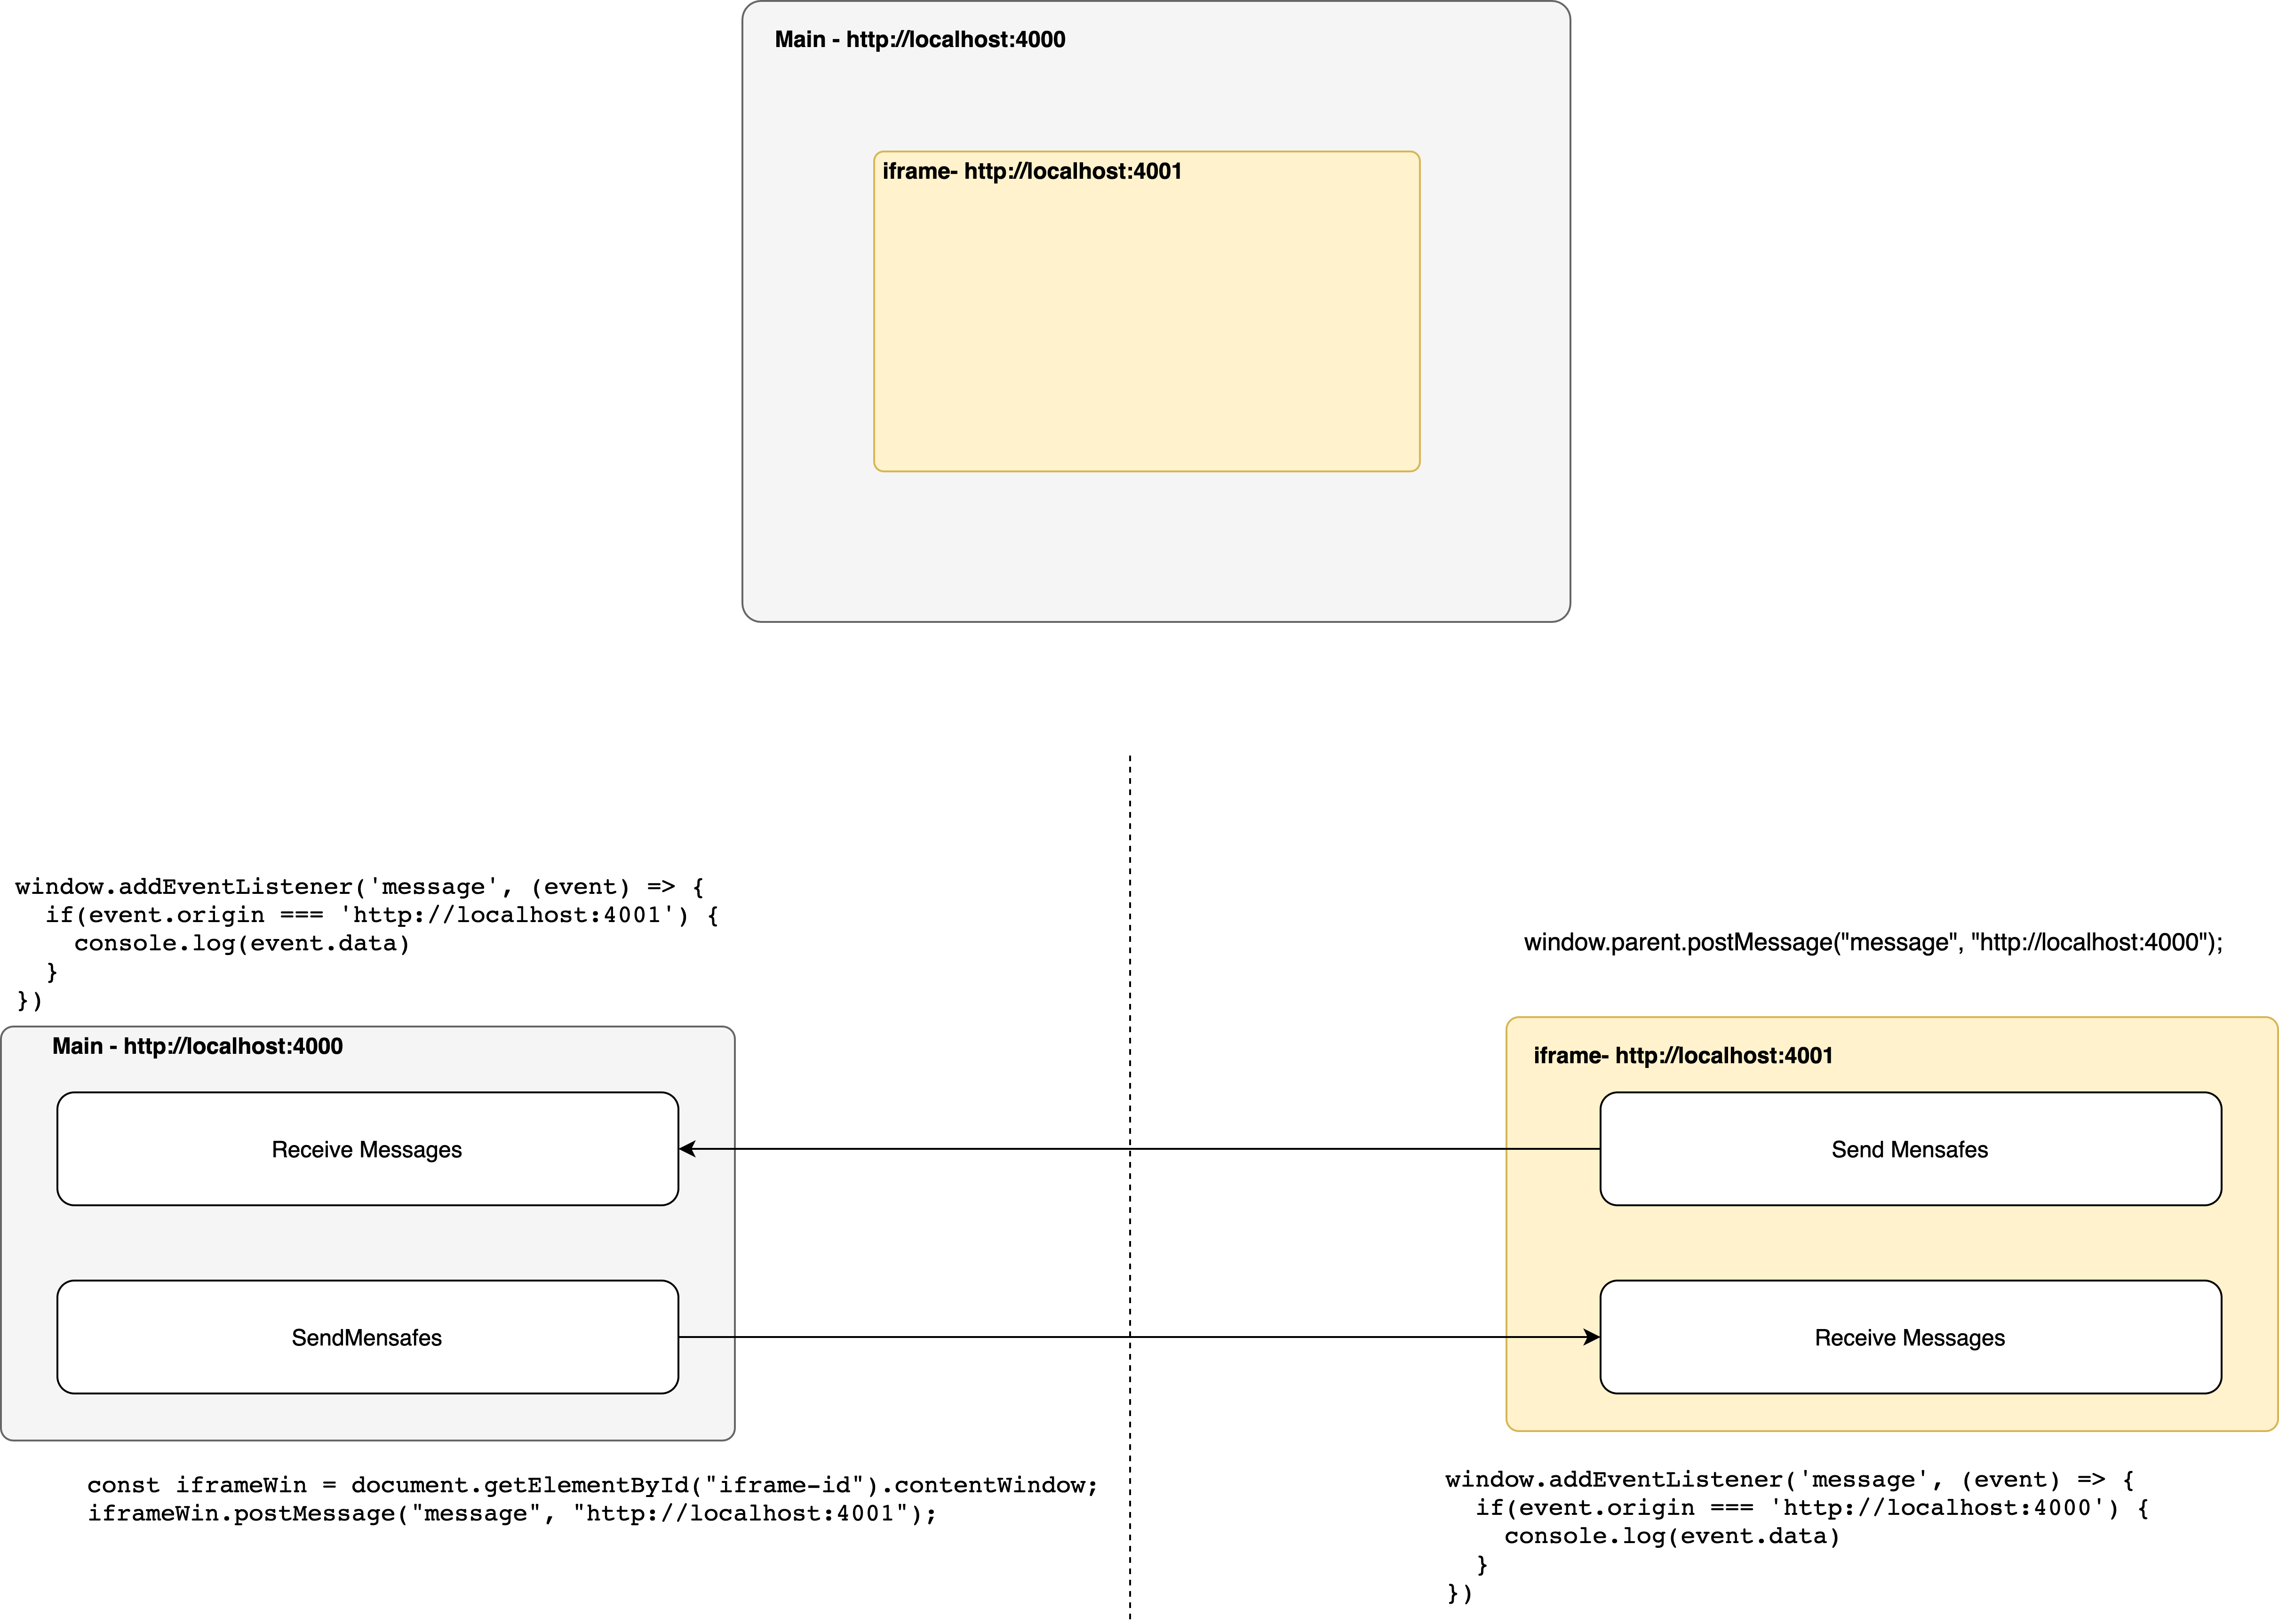 Main - http://localhost:4000
iframe- http://localhost:4001
window.addEventListener('message', (event) => {
  if(event.origin === 'http://localhost:4001') {
    console.log(event.data)
  }
})
window.parent.postMessage("message", "http://localhost:4000");
Main - http://localhost:4000
iframe- http://localhost:4001
Receive Messages
Send Mensafes
SendMensafes
Receive Messages
const iframeWin = document.getElementById("iframe-id").contentWindow;
iframeWin.postMessage("message", "http://localhost:4001");
window.addEventListener('message', (event) => {
  if(event.origin === 'http://localhost:4000') {
    console.log(event.data)
  }
})